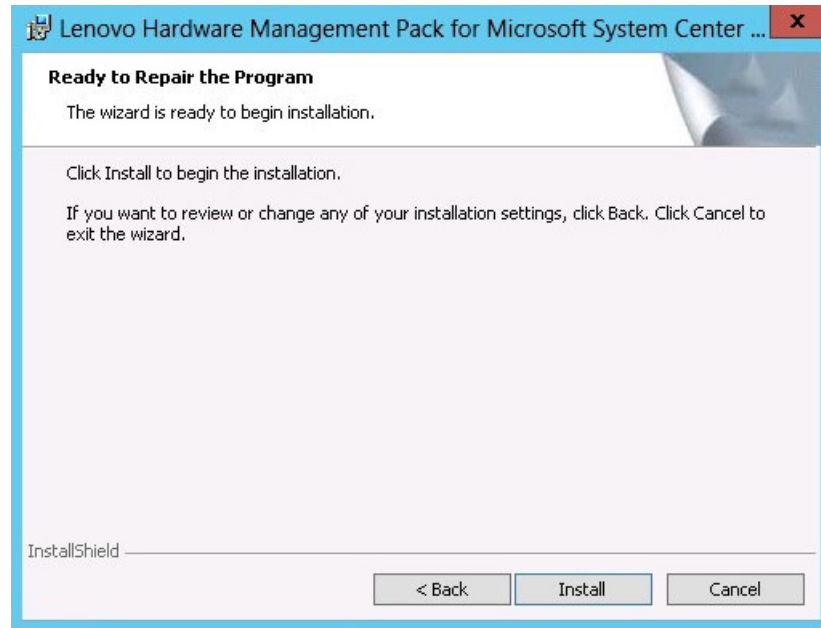 Lenovo Hardware Management Pack for Microsoft System Center ...
x
Ready to Repair the Program
The wizard is ready to begin installation.
Click Install to begin the installation.
If you want to review or change any of your installation settings, click Back. Click Cancel to
exit the wizard.
InstallShield
< Back
Install
Cancel